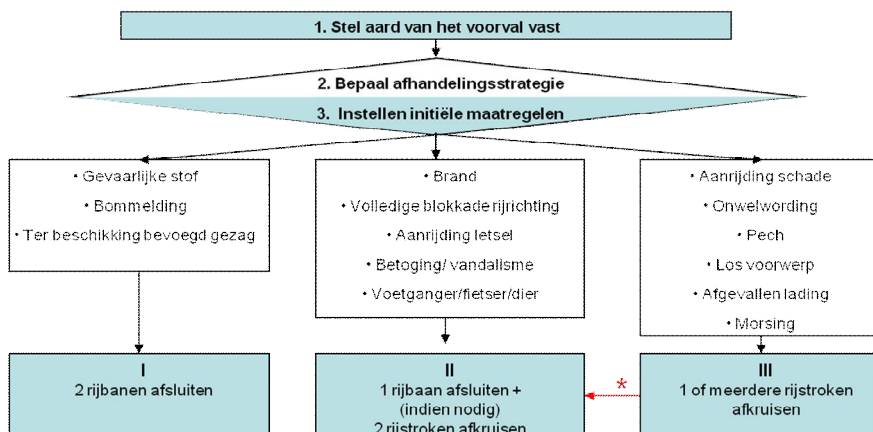 1. Stel aard van het voorval vast
2. Bepaal afhandelingsstrategie
3. Instellen initiële maatregelen
• Gevaarlijke stof
• Bommelding
• Ter beschikking bevoegd gezag
• Brand
• Volledige blokkade rijrichting
• Aanrijding letsel
• Betoging/ vandalisme
• Voetganger/fietser/dier
• Aanrijding schade
• Onwelwording
• Pech
• Los voorwerp
• Afgevallen lading
• Morsing
I
2 rijbanen afsluiten
II
1 rijbaan afsluiten +
(indien nodig)
2 rijstroken afkruisen
*
III
1 of meerdere rijstroken
afkruisen